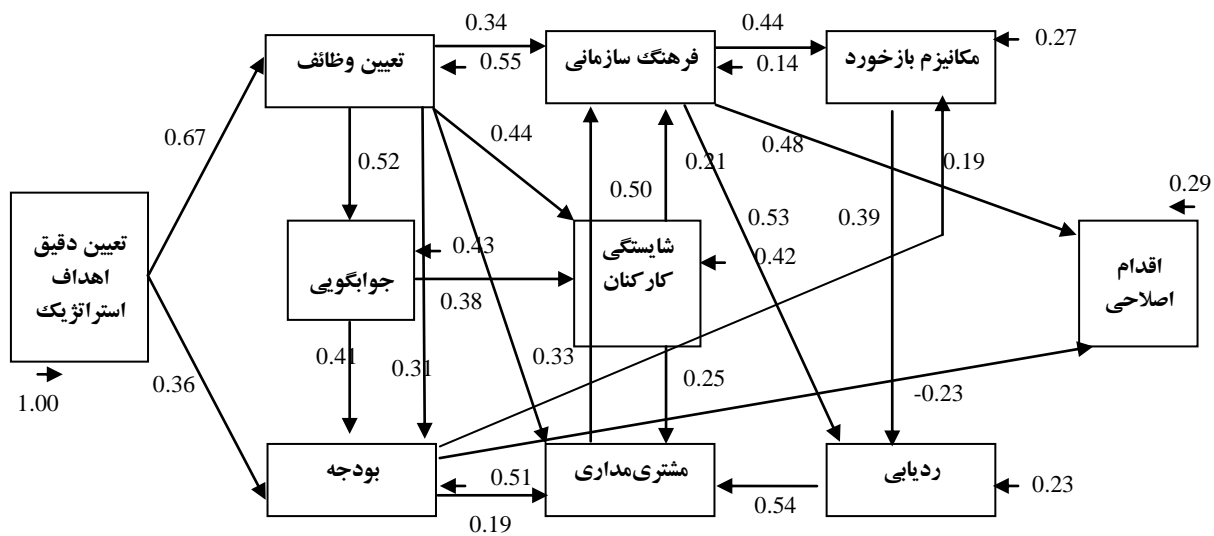 0.34
0.44
تعیین وظائف
فرهنگ سازمانی
مکانیزم بازخورد
0.27
0.55
0.14
0.67
0.44
0.48
0.52
0.21
0.19
0.50
0.29
تعیین دقیق
اهداف
استراتژیک
0.53
0.39
شایستگی
کارکنان
0.43
0.42
جوابگویی
اقدام
اصلاحی
0.38
0.41
0.31
0.33
0.25
0.36
-0.23
1.00
بودجه
مشتری‌مداری
ردیابی
0.51
0.23
0.19
0.54